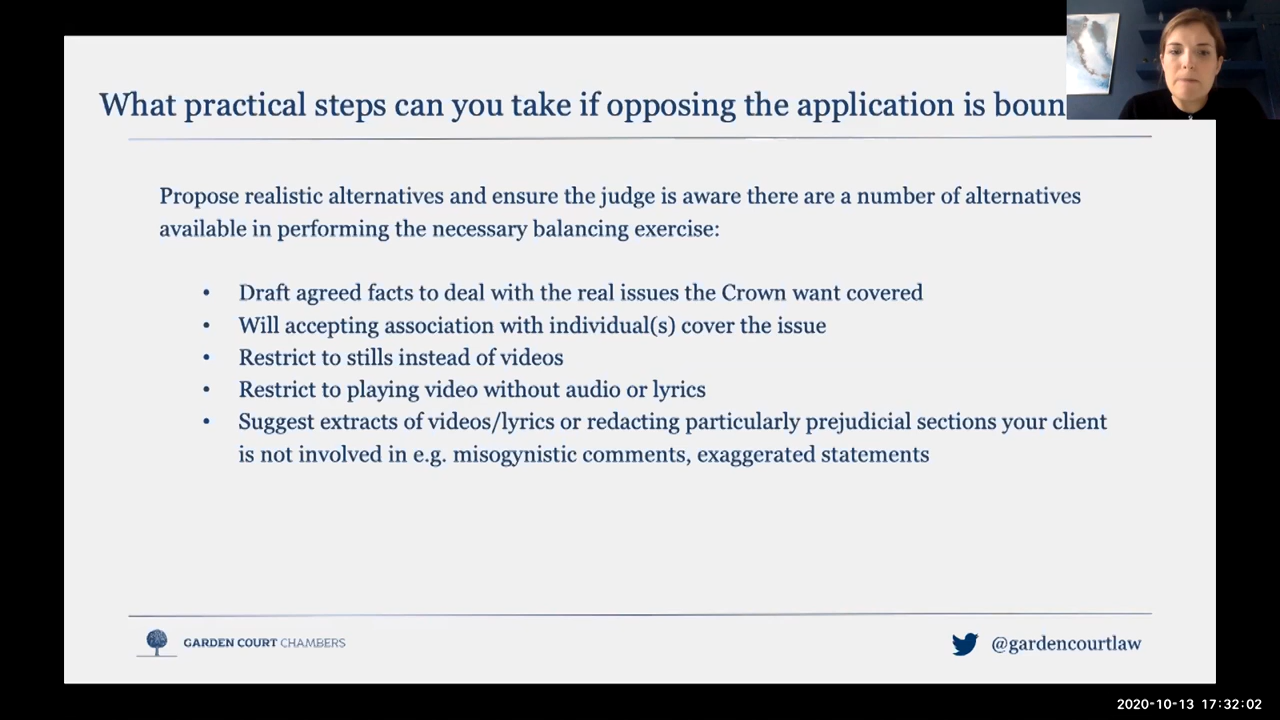 What practical steps can you take if opposing the application is boun
Propose realistic alternatives and ensure the judge is aware there are a number of alternatives
available in performing the necessary balancing exercise:
• Draft agreed facts to deal with the real issues the Crown want covered
• Will accepting association with individual(s) cover the issue
• Restrict to stills instead of videos
• Restrict to playing video without audio or lyrics
• Suggest extracts of videos/lyrics or redacting particularly prejudicial sections your client
is not involved in e.g. misogynistic comments, exaggerated statements
GARDEN COURT CHAMBERS
@gardencourtlaw
2020-10-13 17:32:02